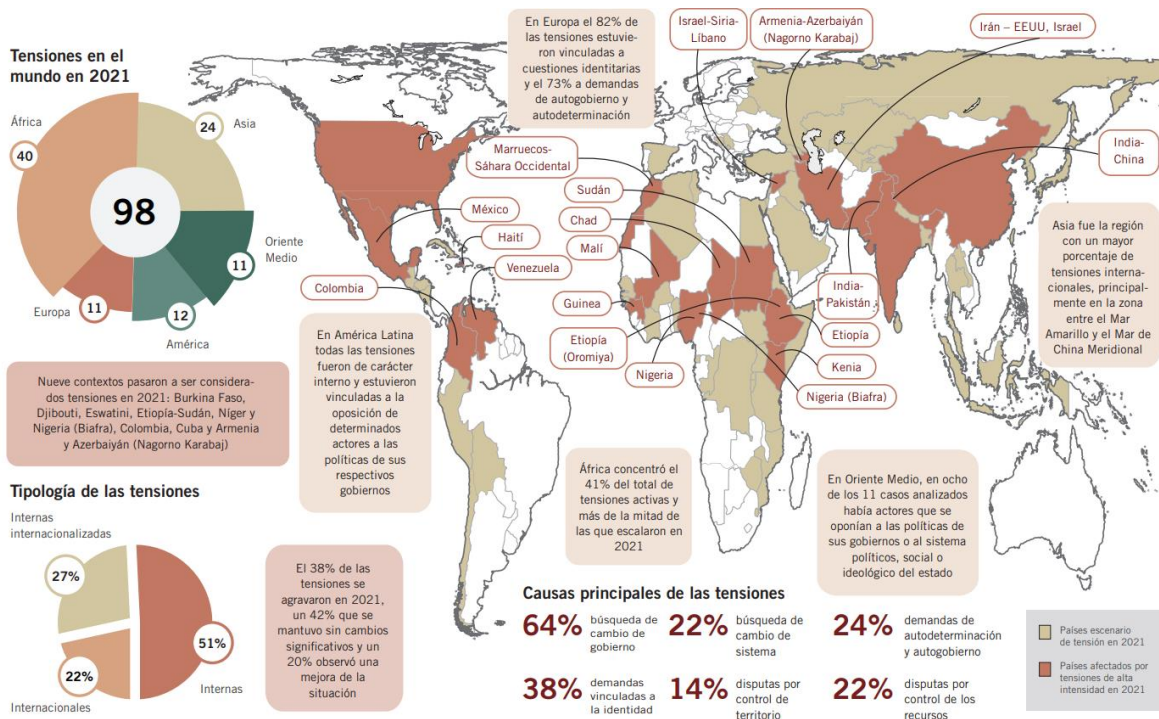 Tensiones en el
mundo en 2021
África
40
24
Asia
98
Oriente
Medio
11
Europa
11
12
América
Nueve contextos pasaron a ser considera-
dos tensiones en 2021: Burkina Faso,
Djibouti, Eswatini, Etiopía-Sudán, Níger y
Nigeria (Biafra), Colombia, Cuba y Armenia
y Azerbaiyán (Nagorno Karabaj)
Tipología de las tensiones
Internas
internacionalizadas
27%
51%
22%
Internas
Internacionales
El 38% de las
tensiones se
agravaron en 2021,
un 42% que se
mantuvo sin cambios
significativos y un
20% observó una
mejora de la
situación
En Europa el 82% de
las tensiones estuvie-
ron vinculadas a
cuestiones identitarias
y el 73% a demandas
de autogobierno y
autodeterminación
Israel-Siria-
Líbano
Armenia-Azerbaiyán
(Nagorno Karabaj)
Irán – EEUU, Israel
Marruecos-
Sáhara Occidental
India-
China
Sudán
México
Chad
Haití
Malí
Venezuela
Colombia
Guinea
India-
Pakistán
Etiopía
(Oromiya)
Etiopía
Nigeria
Kenia
Nigeria (Biafra)
Asia fue la región
con un mayor
porcentaje de
tensiones interna-
cionales, principal-
mente en la zona
entre el Mar
Amarillo y el Mar de
China Meridional
En América Latina
todas las tensiones
fueron de carácter
interno y estuvieron
vinculadas a la
oposición de
determinados
actores a las
políticas de sus
respectivos
gobiernos
África concentró el
41% del total de
tensiones activas y
más de la mitad de
las que escalaron en
2021
En Oriente Medio, en ocho
de los 11 casos analizados
había actores que se
oponían a las políticas de
sus gobiernos o al sistema
políticos, social o
ideológico del estado
Causas principales de las tensiones
64% búsqueda de
cambio de
gobierno
22% búsqueda de
cambio de
sistema
24% demandas de
autodeterminación
y autogobierno
38% demandas
vinculadas a
la identidad
14% disputas por
control de
territorio
22% disputas por
control de los
recursos
Países escenario
de tensión en 2021
Países afectados por
tensiones de alta
intensidad en 2021